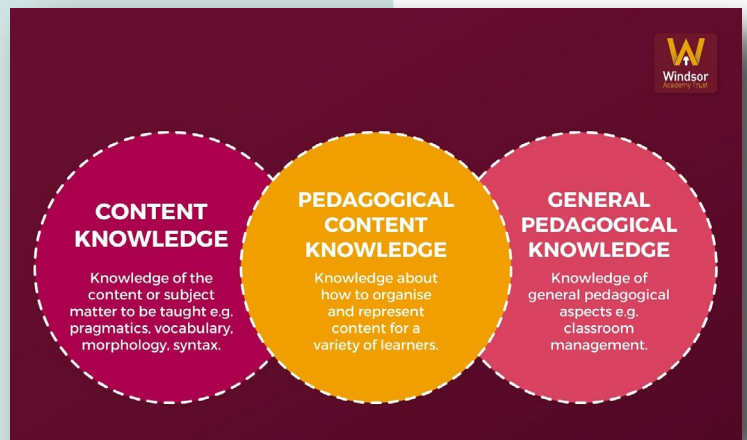 Windsor
Academy Trust
CONTENT
KNOWLEDGE
Knowledge of the
content or subject
matter to be taught e.g.
pragmatics, vocabulary,
morphology, syntax.
PEDAGOGICAL
CONTENT
KNOWLEDGE
Knowledge about
how to organise
and represent
content for a
variety of learners.
GENERAL
PEDAGOGICAL
KNOWLEDGE
Knowledge of
general pedagogical
aspects e.g.
classroom
management.